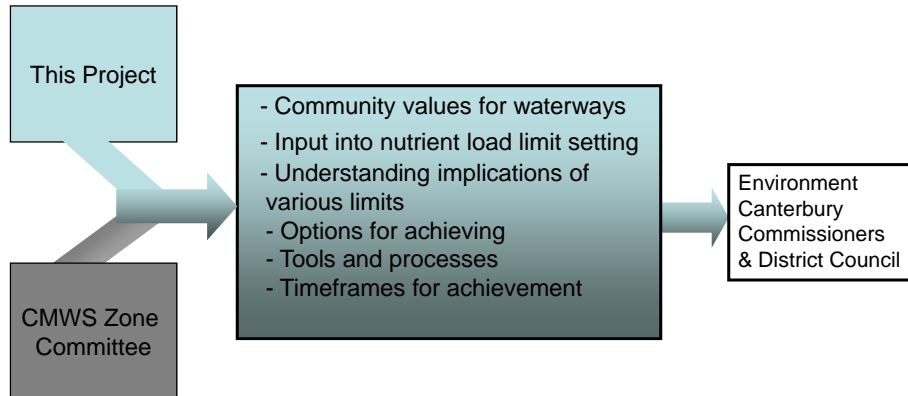 This Project
- Community values for waterways
- Input into nutrient load limit setting
- Understanding implications of
various limits
- Options for achieving
- Tools and processes
- Timeframes for achievement
Environment
Canterbury
Commissioners
& District Council
CMWS Zone
Committee